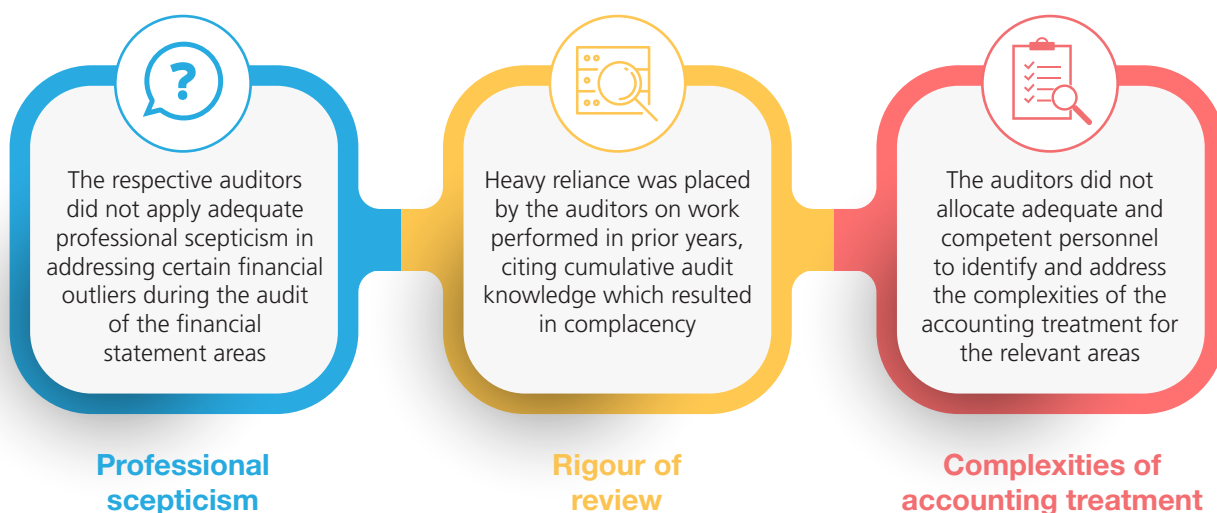 ?
The respective auditors
did not apply adequate
professional scepticism in
addressing certain financial
outliers during the audit
of the financial
statement areas
Professional
scepticism
Heavy reliance was placed
by the auditors on work
performed in prior years,
citing cumulative audit
knowledge which resulted
in complacency
Rigour of
review
The auditors did not
allocate adequate and
competent personnel
to identify and address
the complexities of the
accounting treatment for
the relevant areas
Complexities of
accounting treatment